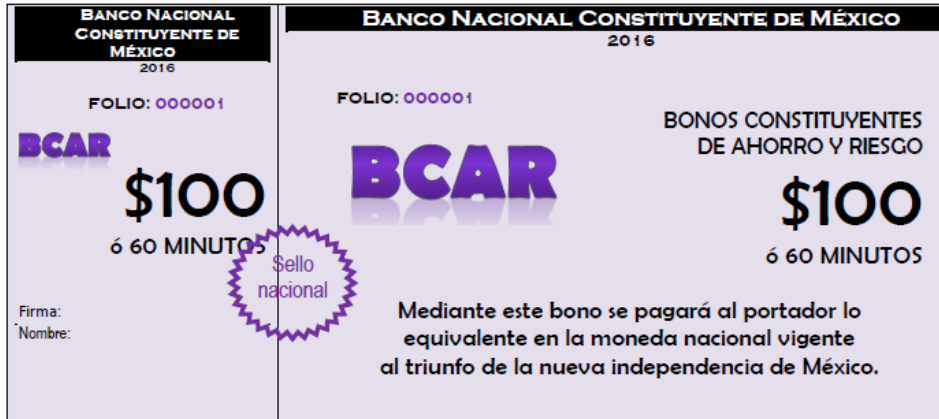 BANCO NACIONAL
CONSTITUYENTE DE
MÉXICO
2016
FOLIO: 000001
BCAR
$100
ó 60 MINUTOS
Firma:
Nombre:
Sello
nacional
BANCO NACIONAL CONSTITUYENTE DE MÉXICO
2016
FOLIO: 000001
BCAR
BONOS CONSTITUYENTES
DE AHORRO Y RIESGO
$100
ó 60 MINUTOS
Mediante este bono se pagará al portador lo
equivalente en la moneda nacional vigente
al triunfo de la nueva independencia de México.